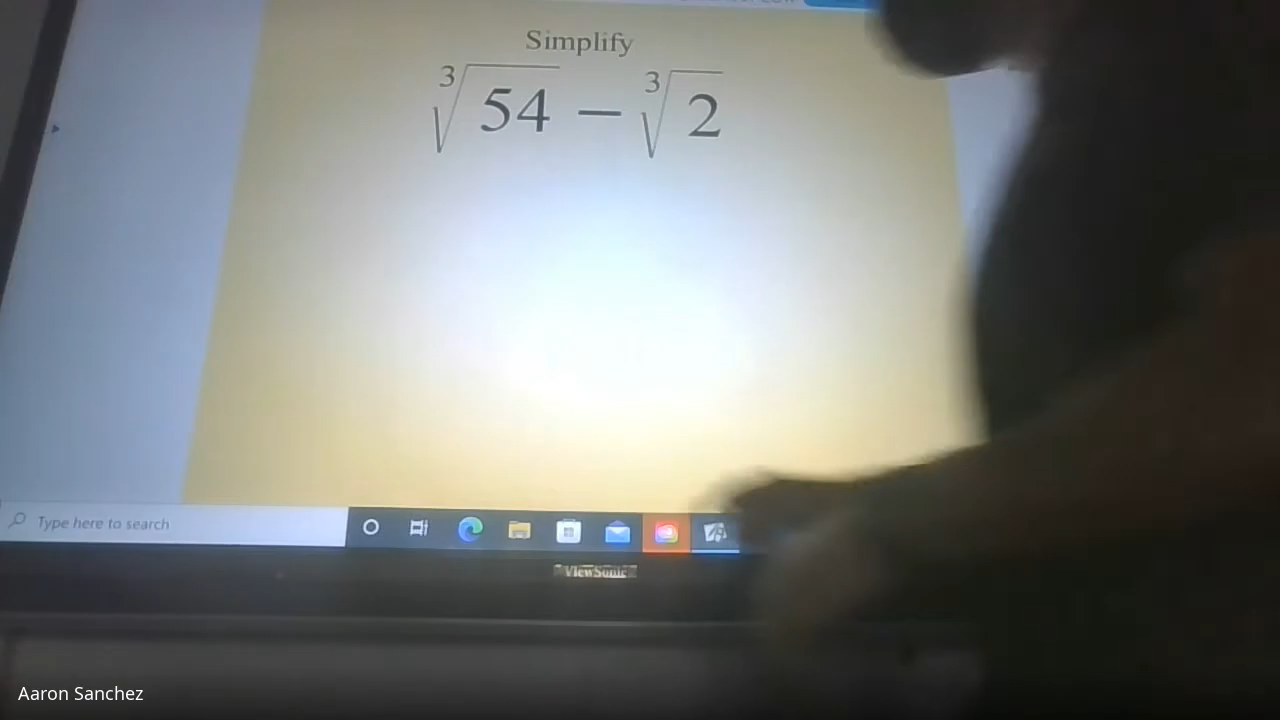 Simplify
∛54 − ∛2
Type here to search
ViewSonic
Aaron Sanchez